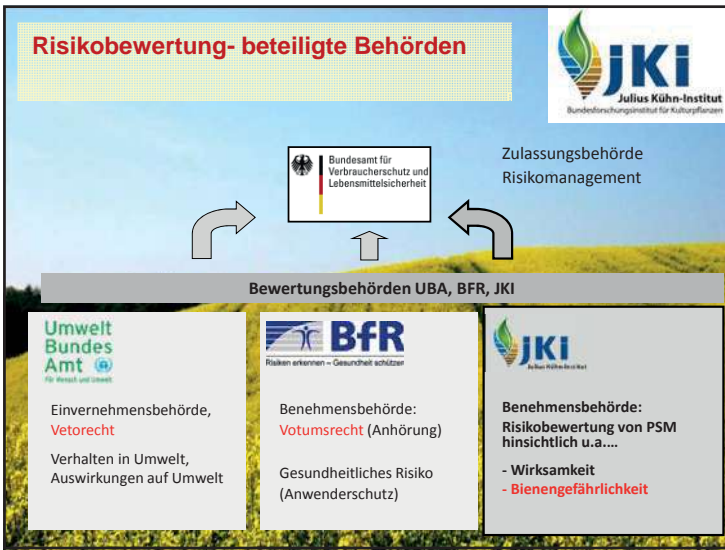 Risikobewertung- beteiligte Behörden
JKI
Julius Kühn-Institut
Bundesforschungsinstitut für Kulturpflanzen
Bundesamt für
Verbraucherschutz und
Lebensmittelsicherheit
Zulassungsbehörde
Risikomanagement
Bewertungsbehörden UBA, BFR, JKI
Umwelt
Bundes
Amt
Für Mensch und Umwelt
Einvernehmensbehörde,
Vetorecht
Verhalten in Umwelt,
Auswirkungen auf Umwelt
BfR
Risiken erkennen – Gesundheit schützen
Benehmensbehörde:
Votumsrecht (Anhörung)
Gesundheitliches Risiko
(Anwenderschutz)
JKI
Julius Kühn-Institut
Benehmensbehörde:
Risikobewertung von PSM
hinsichtlich u.a....
- Wirksamkeit
- Bienengefährlichkeit